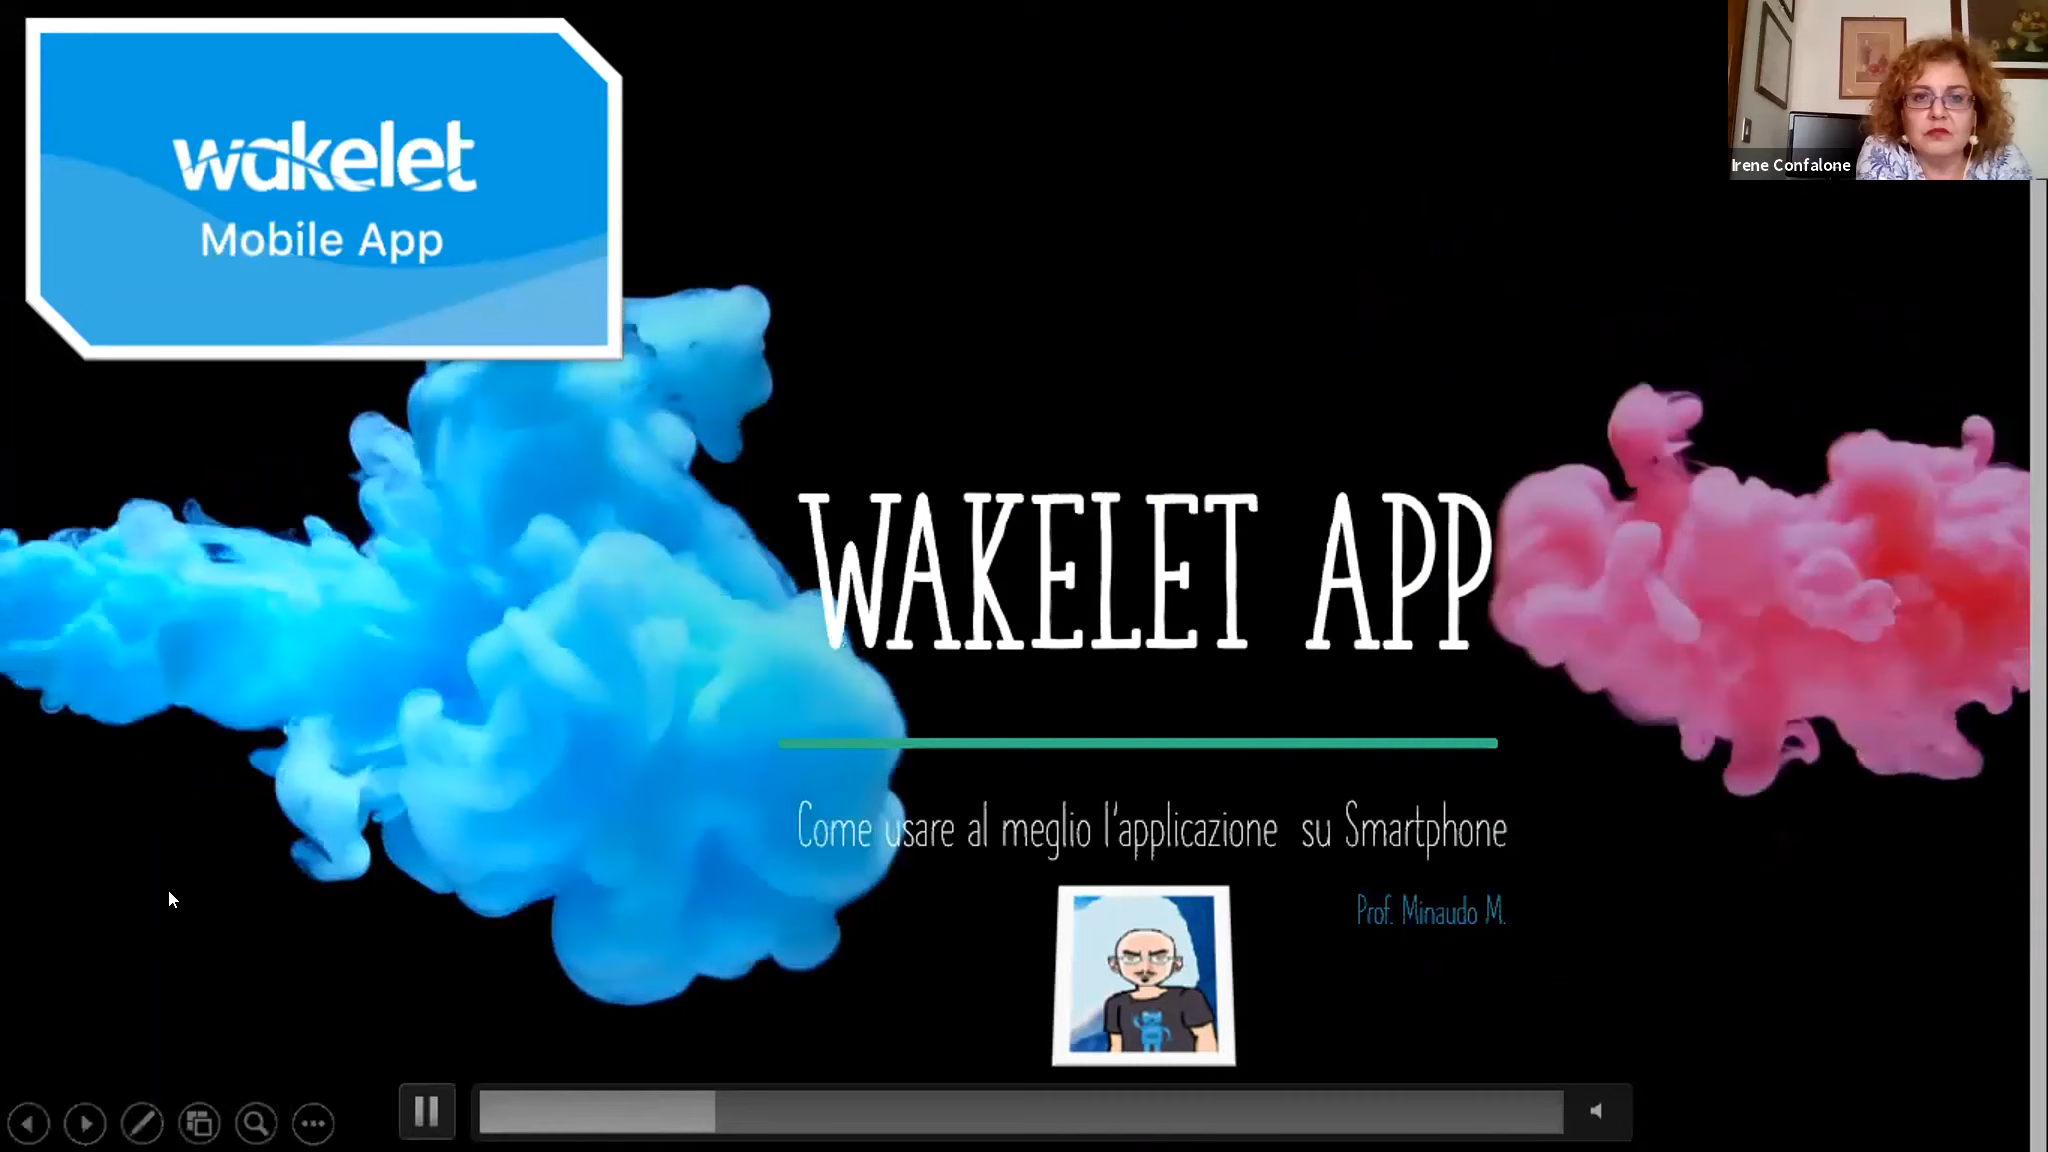 wakelet
Mobile App
Irene Confalone
WAKELET APP
Come usare al meglio l'applicazione su Smartphone
Prof. Minaudo M.